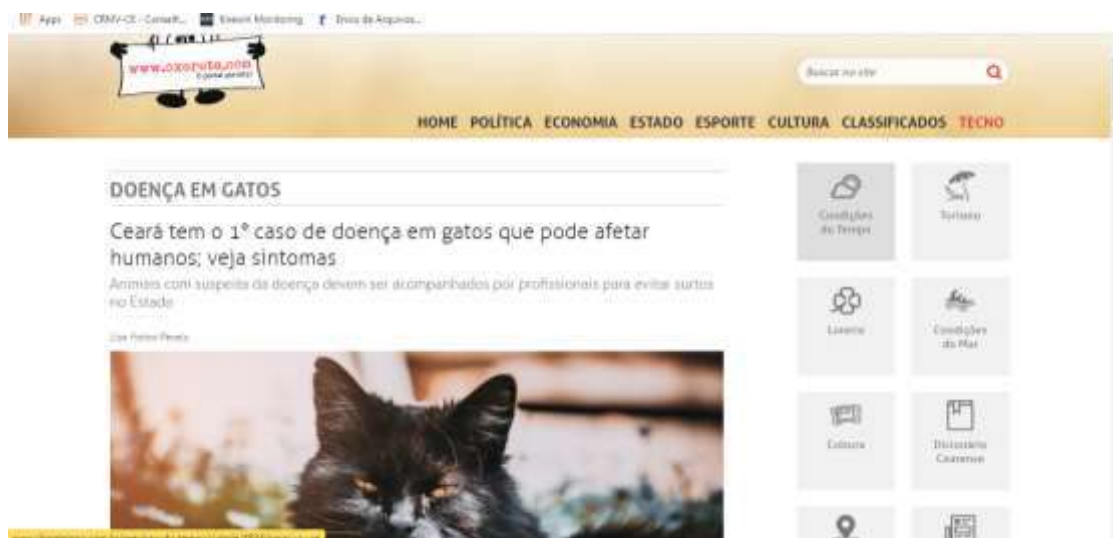 Apps
www.oxereta.com
Buscar no site
HOME POLÍTICA ECONOMIA ESTADO ESPORTE CULTURA CLASSIFICADOS TECNO
DOENÇA EM GATOS
Ceará tem o 1° caso de doença em gatos que pode afetar
humanos; veja sintomas
Animais com suspeita da doença devem ser acompanhados por profissionais para evitar surtos
no Estado
Condições
do Tempo
Turismo
Loteria
Condições
do Mar
Cultura
Dicionário
Cearense